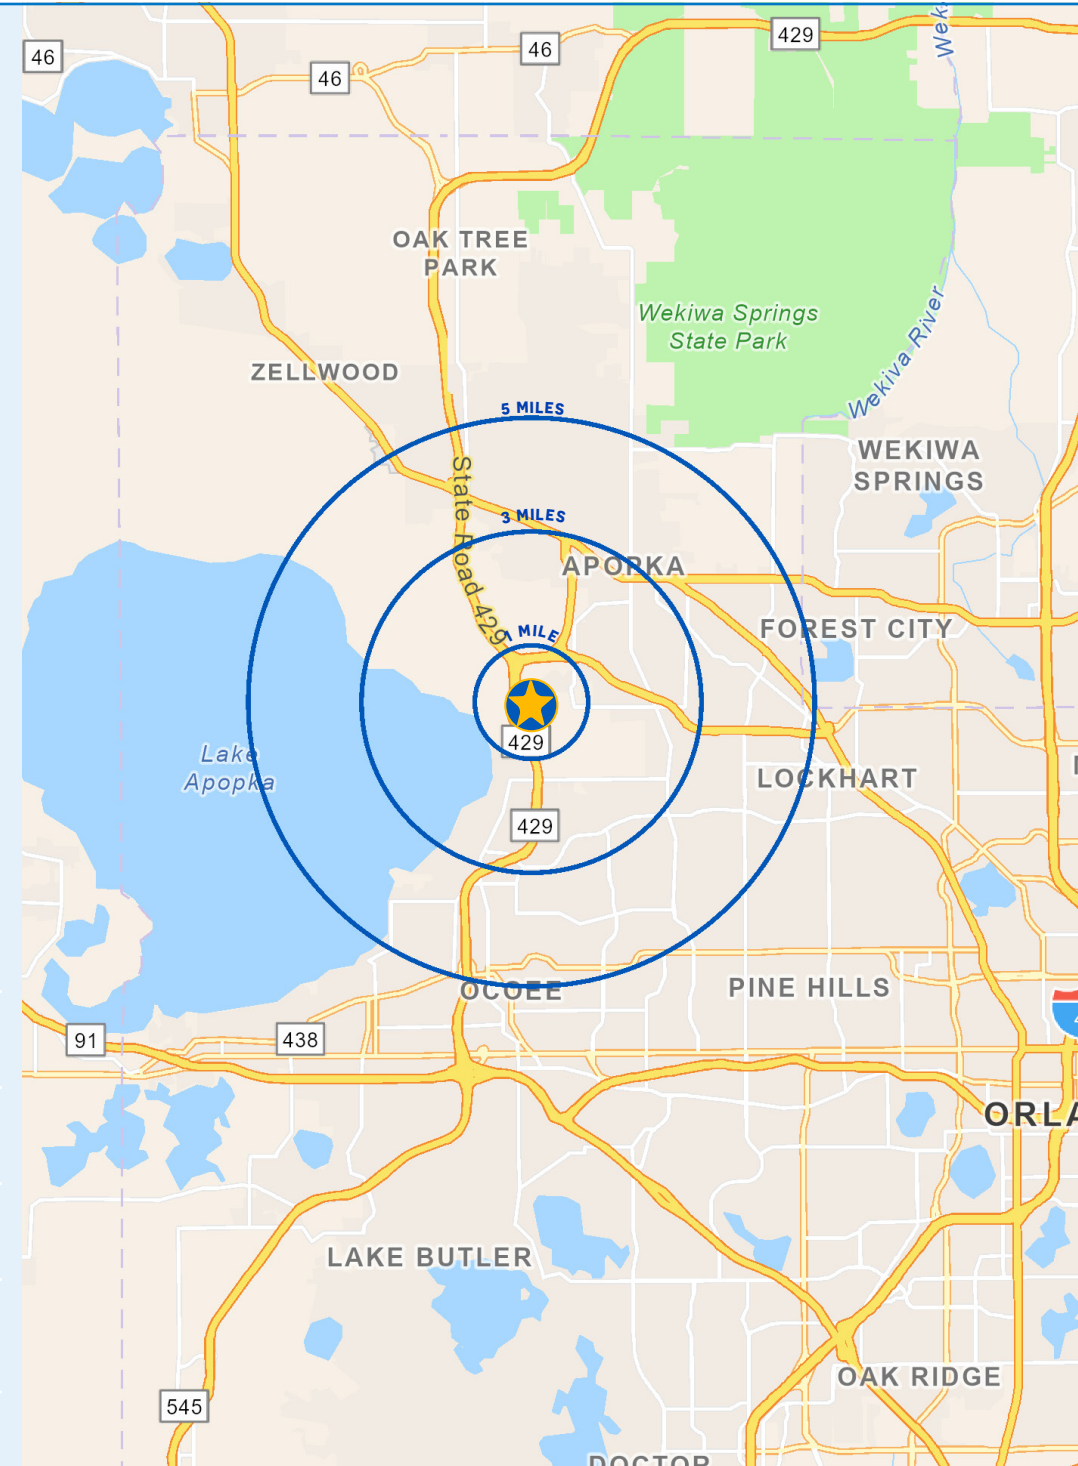 46
46
46
429
Wek
OAK TREE
PARK
Wekiwa Springs
State Park
Wekiva River
ZELLWOOD
5 MILES
WEKIWA
SPRINGS
State Road 429
3 MILES
APOPKA
1 MILE
FOREST CITY
429
Lake
Apopka
LOCKHART
429
OCOEE
PINE HILLS
91
438
ORLA
LAKE BUTLER
OAK RIDGE
545
DOCTOR